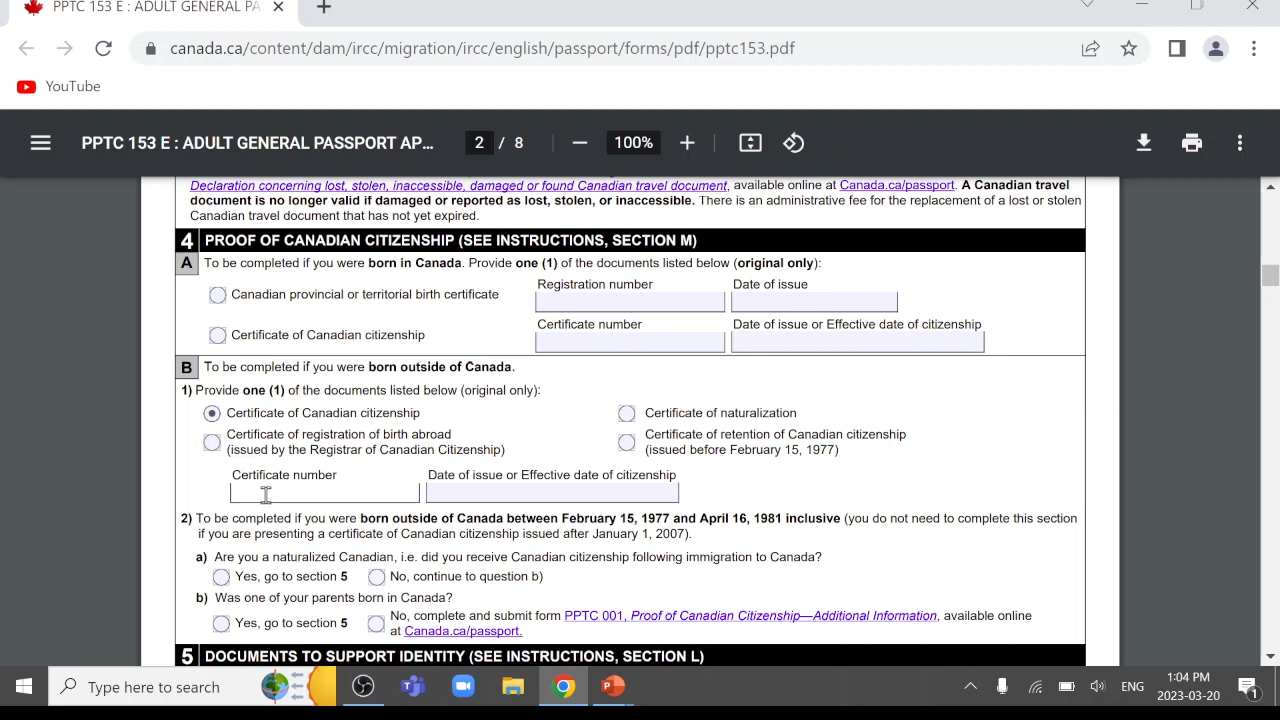 PPTC 153 E : ADULT GENERAL PA
canada.ca/content/dam/ircc/migration/ircc/english/passport/forms/pdf/pptc153.pdf
YouTube
PPTC 153 E : ADULT GENERAL PASSPORT AP... 2 / 8 100%
Declaration concerning lost, stolen, inaccessible, damaged or found Canadian travel document, available online at Canada.ca/passport. A Canadian travel
document is no longer valid if damaged or reported as lost, stolen, or inaccessible. There is an administrative fee for the replacement of a lost or stolen
Canadian travel document that has not yet expired.
4 PROOF OF CANADIAN CITIZENSHIP (SEE INSTRUCTIONS, SECTION M)
A To be completed if you were born in Canada. Provide one (1) of the documents listed below (original only):
Registration number Date of issue
Canadian provincial or territorial birth certificate
Certificate number Date of issue or Effective date of citizenship
Certificate of Canadian citizenship
B To be completed if you were born outside of Canada.
1) Provide one (1) of the documents listed below (original only):
Certificate of Canadian citizenship Certificate of naturalization
Certificate of registration of birth abroad Certificate of retention of Canadian citizenship
(issued by the Registrar of Canadian Citizenship) (issued before February 15, 1977)
Certificate number Date of issue or Effective date of citizenship
2) To be completed if you were born outside of Canada between February 15, 1977 and April 16, 1981 inclusive (you do not need to complete this section
if you are presenting a certificate of Canadian citizenship issued after January 1, 2007).
a) Are you a naturalized Canadian, i.e. did you receive Canadian citizenship following immigration to Canada?
Yes, go to section 5 No, continue to question b)
b) Was one of your parents born in Canada?
Yes, go to section 5 No, complete and submit form PPTC 001, Proof of Canadian Citizenship—Additional Information, available online
at Canada.ca/passport.
5 DOCUMENTS TO SUPPORT IDENTITY (SEE INSTRUCTIONS, SECTION L)
Type here to search ENG 1:04 PM
2023-03-20